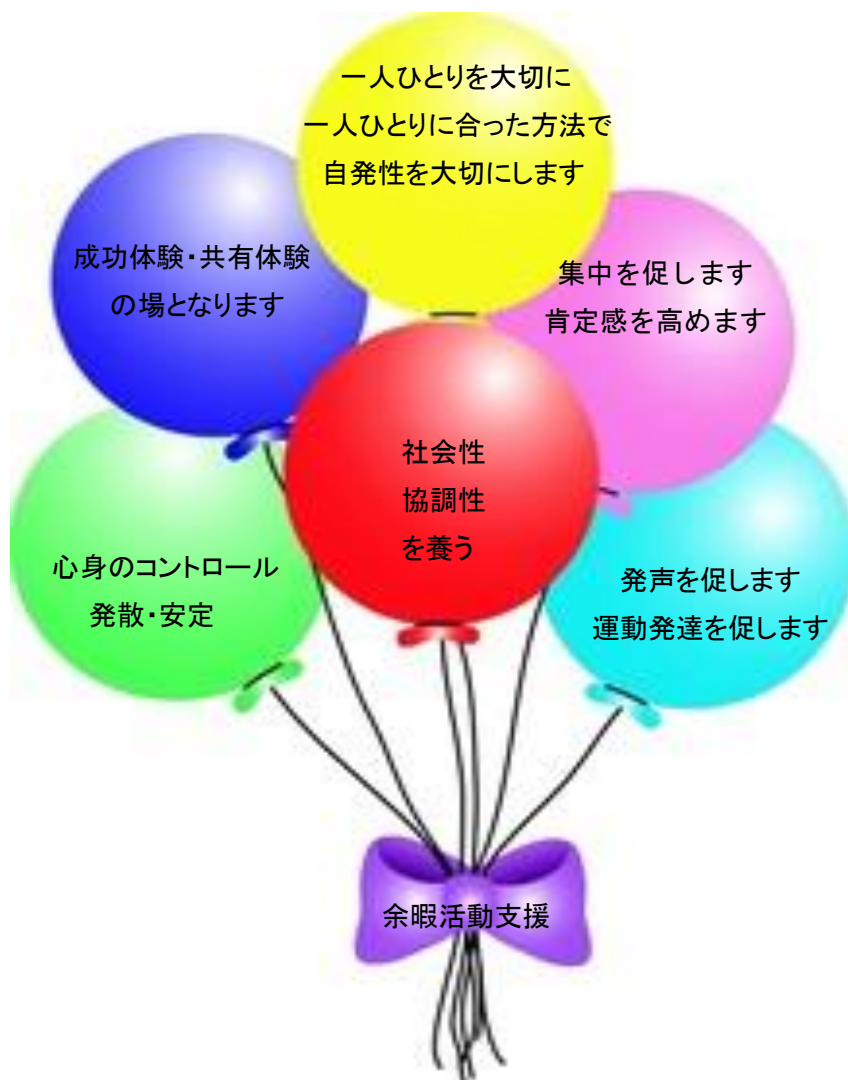 一人ひとりを大切に
一人ひとりに合った方法で
自発性を大切にします
成功体験・共有体験
の場となります
集中を促します
肯定感を高めます
社会性
協調性
を養う
心身のコントロール
発散・安定
発声を促します
運動発達を促します
余暇活動支援